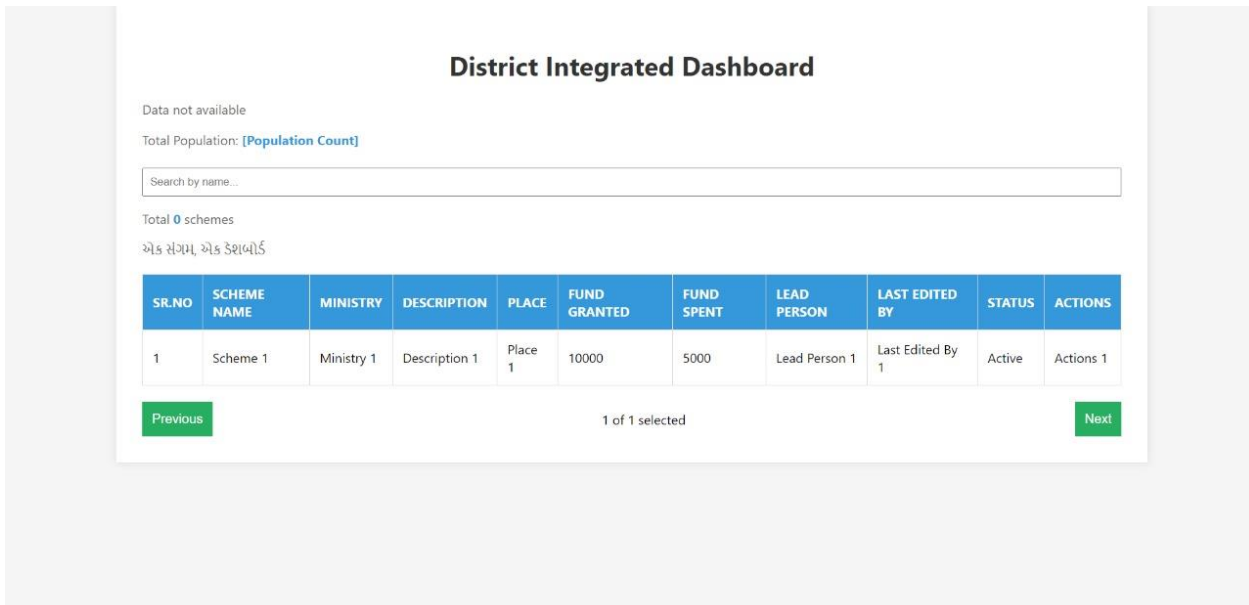 District Integrated Dashboard
Data not available
Total Population: [Population Count]
Search by name...
Total 0 schemes
એક સંગમ, એક ડેશબોર્ડ
SR.NO SCHEME NAME MINISTRY DESCRIPTION PLACE FUND GRANTED FUND SPENT LEAD PERSON LAST EDITED BY STATUS ACTIONS
1 Scheme 1 Ministry 1 Description 1 Place 1 10000 5000 Lead Person 1 Last Edited By 1 Active Actions 1
Previous 1 of 1 selected Next